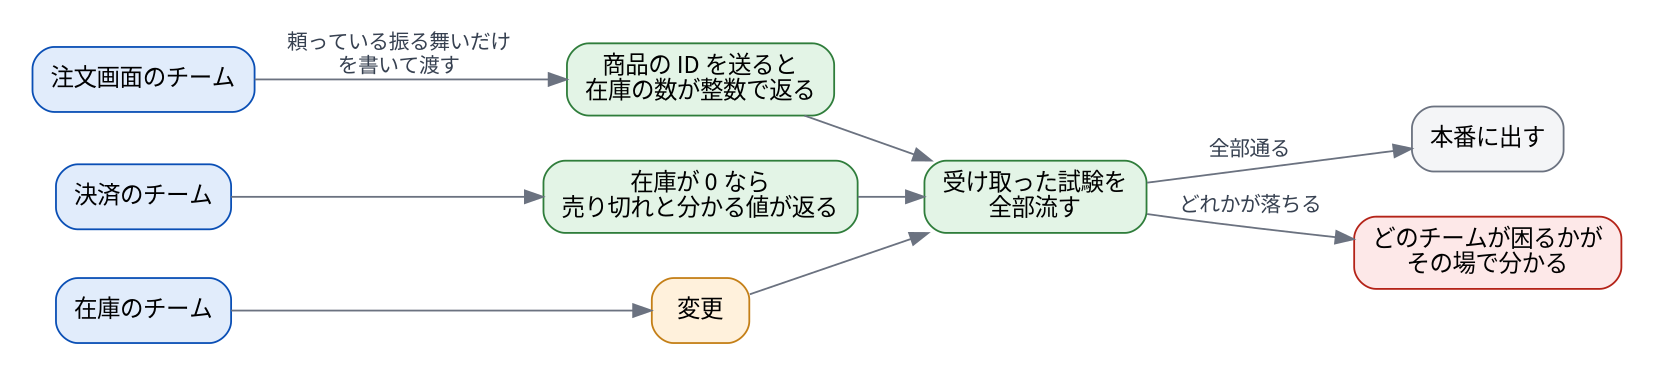 注文画面のチーム
頼っている振る舞いだけ
を書いて渡す
商品の ID を送ると
在庫の数が整数で返る
決済のチーム
在庫が 0 なら
売り切れと分かる値が返る
在庫のチーム
変更
受け取った試験を
全部流す
全部通る
本番に出す
どれかが落ちる
どのチームが困るかが
その場で分かる